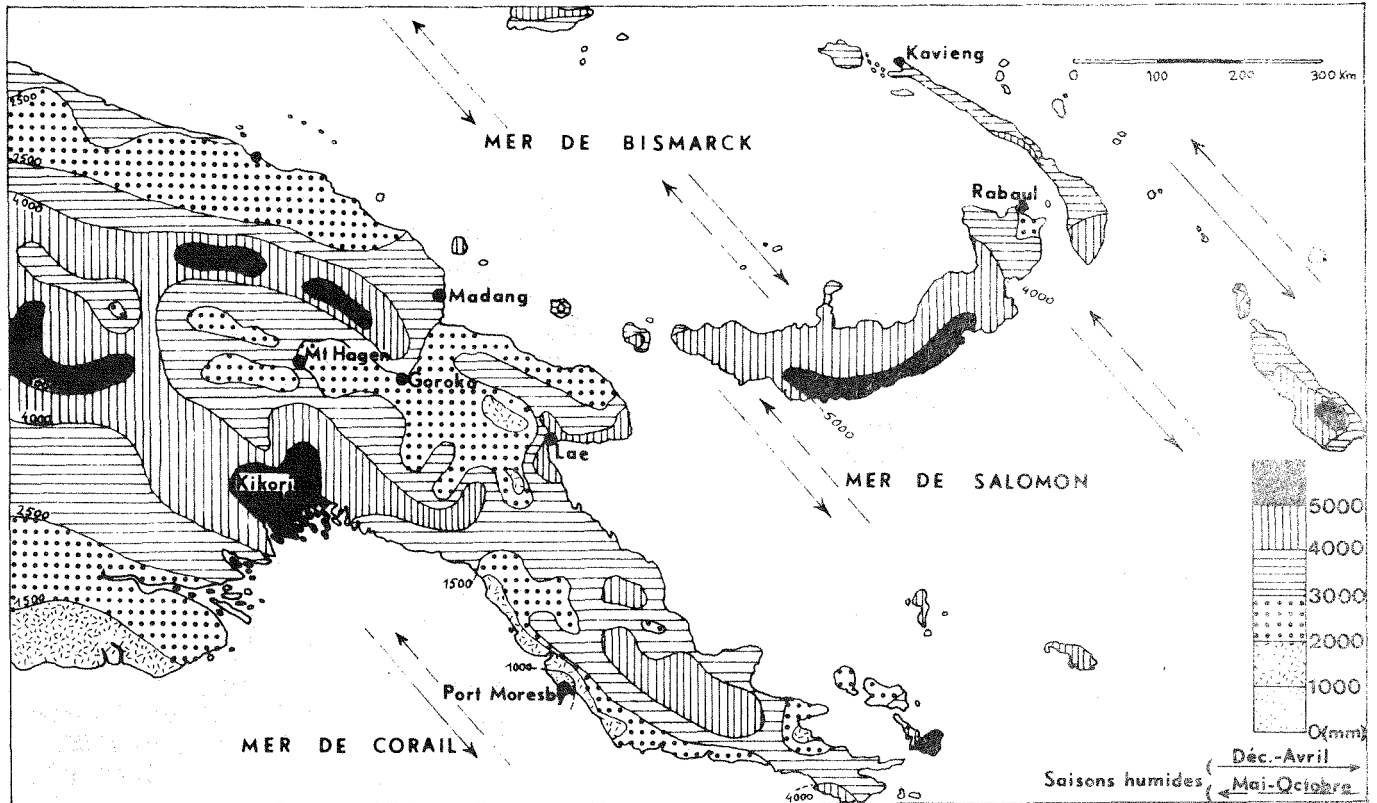 Kavieng
0 100 200 300 Km
2500
MER DE BISMARCK
2500
Rabaul
4000
4000
Madang
Mt Hagen
Goroka
4000
5000
Lae
MER DE SALOMON
Kikori
2500
5000
4000
1500
3000
1500
2000
1000
Port Moresby
1000
MER DE CORAIL
0(mm)
Déc.-Avril
Saisons humides
Mai-Octobre
4000